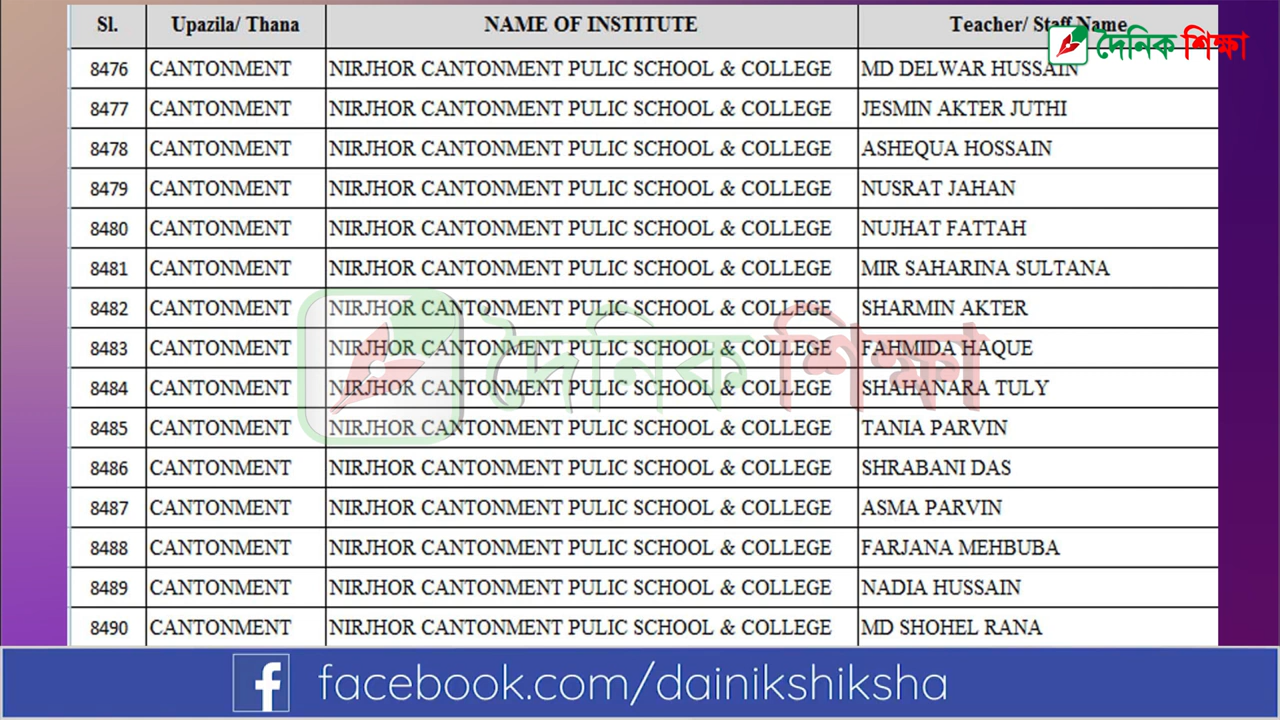 Sl. Upazila/ Thana NAME OF INSTITUTE Teacher/ Staff Name
দৈনিক শিক্ষা
8476 CANTONMENT NIRJHOR CANTONMENT PULIC SCHOOL & COLLEGE MD DELWAR HUSSAIN
8477 CANTONMENT NIRJHOR CANTONMENT PULIC SCHOOL & COLLEGE JESMIN AKTER JUTHI
8478 CANTONMENT NIRJHOR CANTONMENT PULIC SCHOOL & COLLEGE ASHEQUA HOSSAIN
8479 CANTONMENT NIRJHOR CANTONMENT PULIC SCHOOL & COLLEGE NUSRAT JAHAN
8480 CANTONMENT NIRJHOR CANTONMENT PULIC SCHOOL & COLLEGE NUJHAT FATTAH
8481 CANTONMENT NIRJHOR CANTONMENT PULIC SCHOOL & COLLEGE MIR SAHARINA SULTANA
8482 CANTONMENT NIRJHOR CANTONMENT PULIC SCHOOL & COLLEGE SHARMIN AKTER
8483 CANTONMENT NIRJHOR CANTONMENT PULIC SCHOOL & COLLEGE FAHMIDA HAQUE
দৈনিক শিক্ষা
8484 CANTONMENT NIRJHOR CANTONMENT PULIC SCHOOL & COLLEGE SHAHANARA TULY
8485 CANTONMENT NIRJHOR CANTONMENT PULIC SCHOOL & COLLEGE TANIA PARVIN
8486 CANTONMENT NIRJHOR CANTONMENT PULIC SCHOOL & COLLEGE SHRABANI DAS
8487 CANTONMENT NIRJHOR CANTONMENT PULIC SCHOOL & COLLEGE ASMA PARVIN
8488 CANTONMENT NIRJHOR CANTONMENT PULIC SCHOOL & COLLEGE FARJANA MEHBUBA
8489 CANTONMENT NIRJHOR CANTONMENT PULIC SCHOOL & COLLEGE NADIA HUSSAIN
8490 CANTONMENT NIRJHOR CANTONMENT PULIC SCHOOL & COLLEGE MD SHOHEL RANA
facebook.com/dainikshiksha